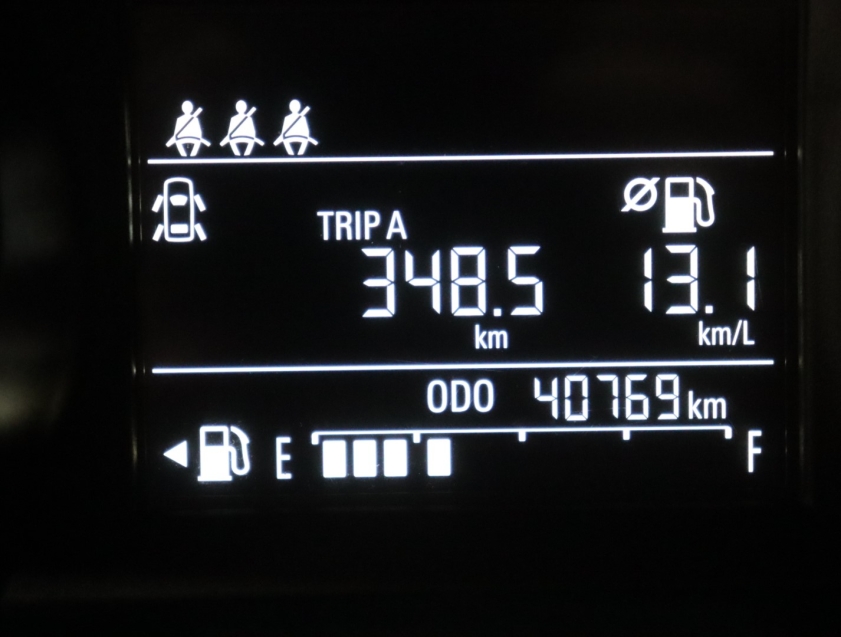 TRIP A
348.5 13.1
km km/L
ODO 40769 km
E F